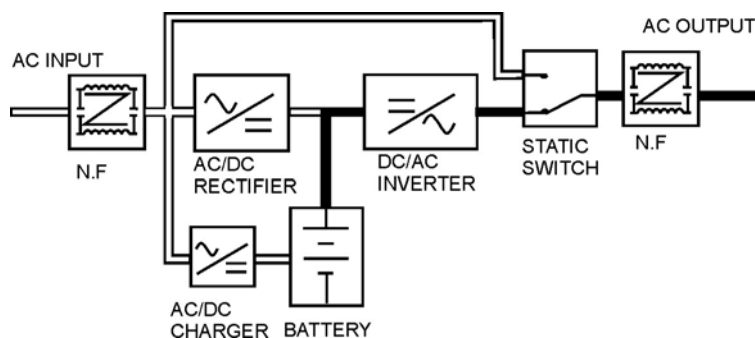 AC INPUT
AC OUTPUT
N.F
AC/DC
RECTIFIER
DC/AC
INVERTER
STATIC
SWITCH
N.F
AC/DC
CHARGER
BATTERY